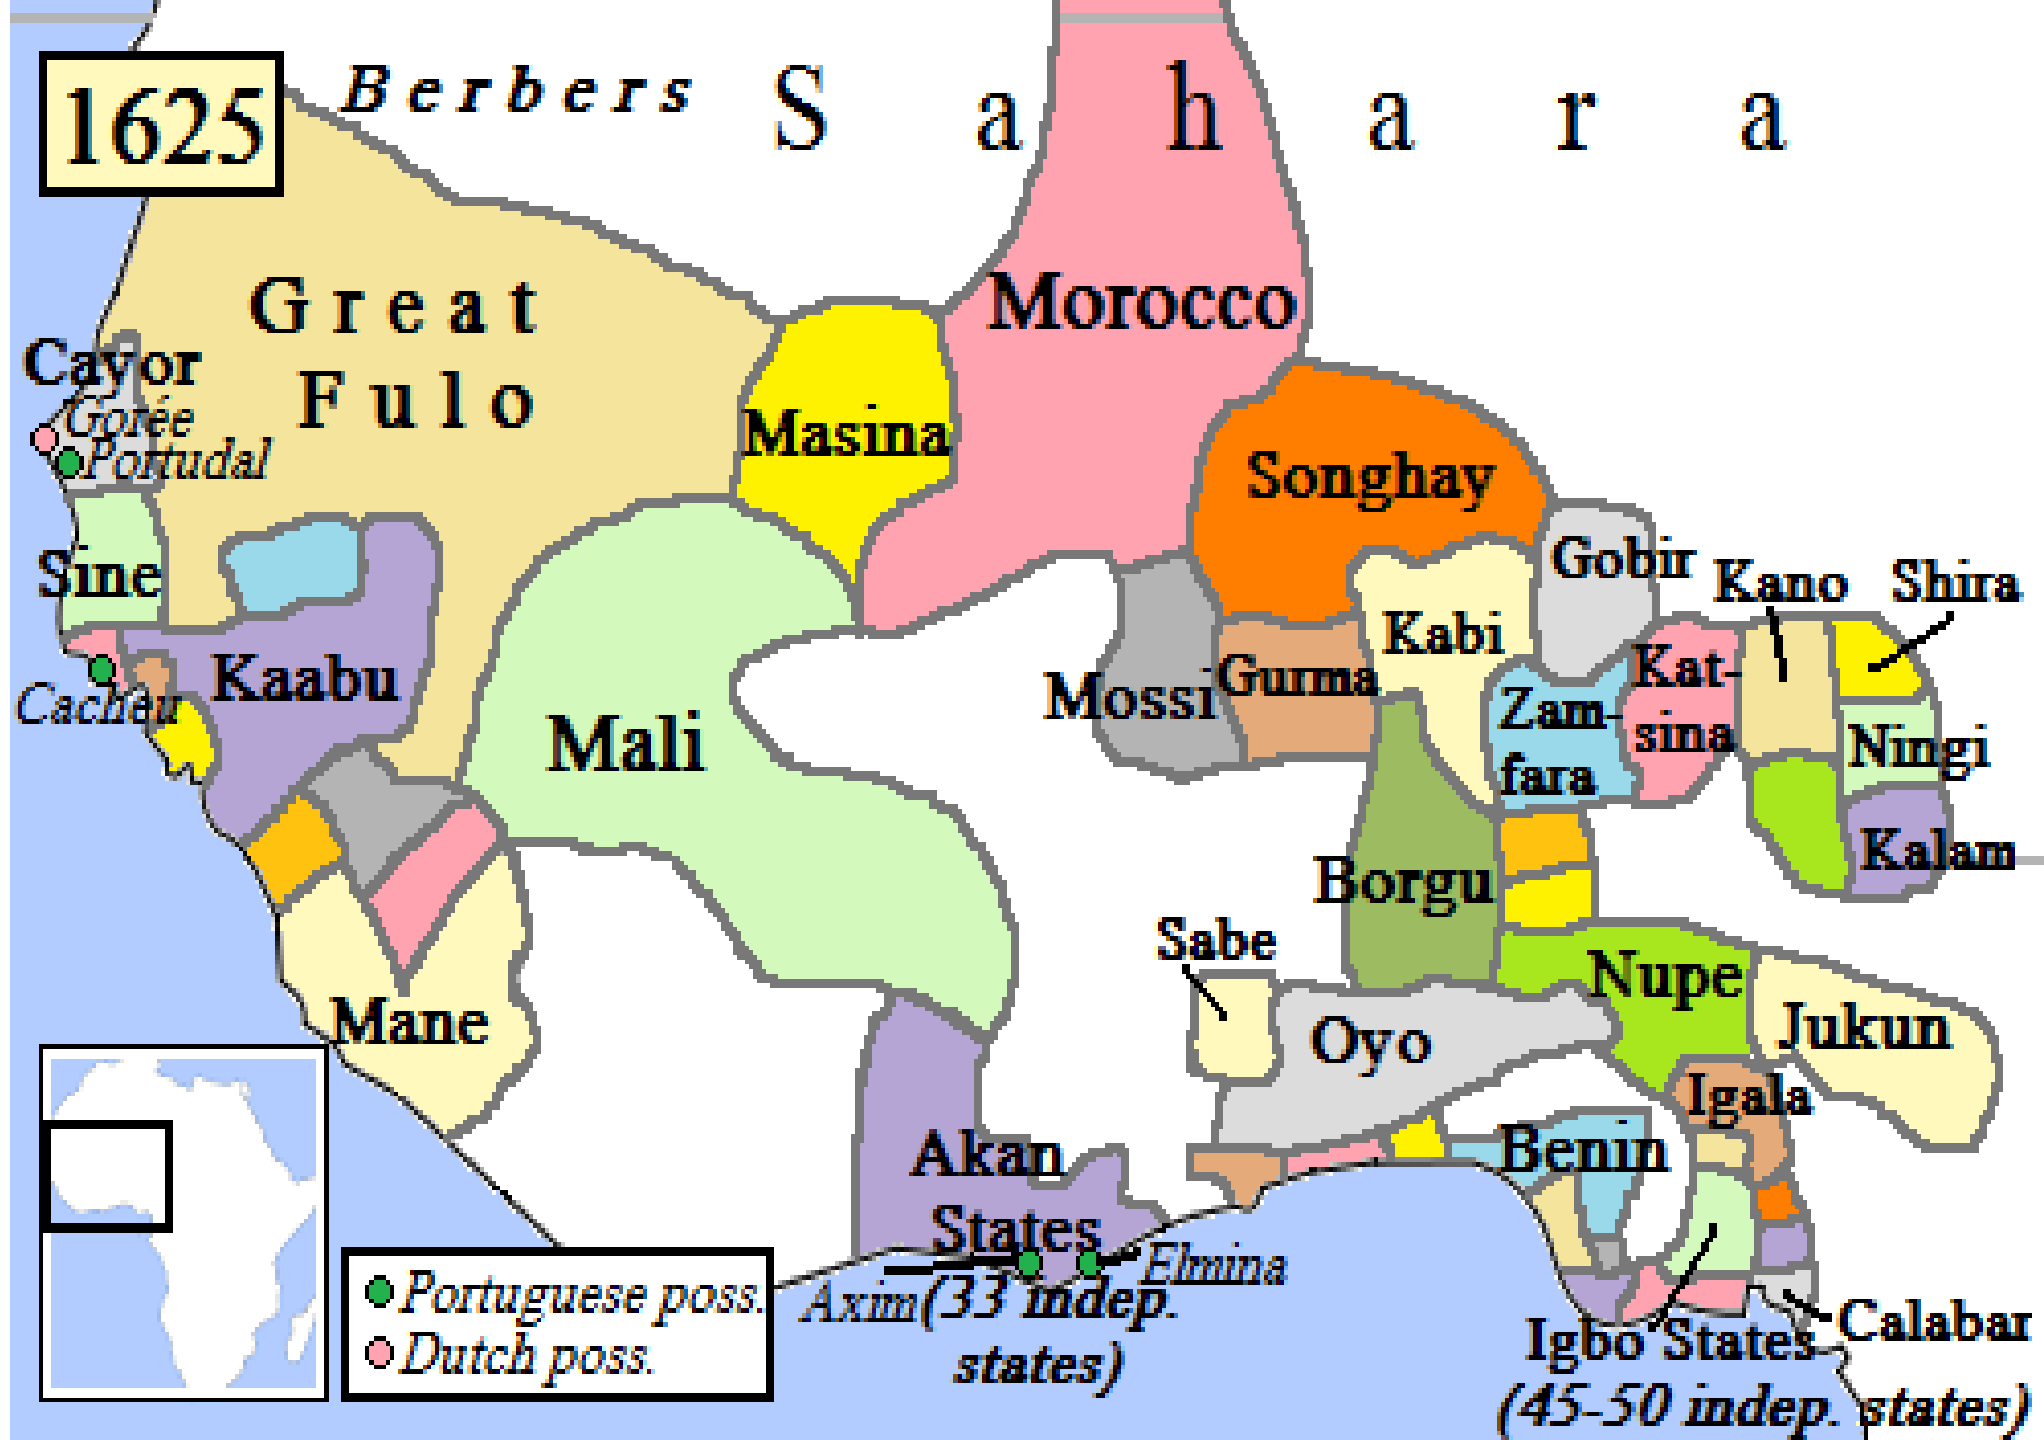 1625
Berbers
Sahara
Great
Fulo
Morocco
Cayor
Gorée
Portudal
Masina
Songhay
Sine
Gobir
Kano
Shira
Kabi
Kaabu
Cacheu
Mali
Mossi
Gurma
Kat-
sina
Zam-
fara
Ningi
Kalam
Borgu
Sabe
Nupe
Jukun
Mane
Oyo
Igala
Akan
States
Benin
Elmina
Axim
(33 indep.
states)
Portuguese poss.
Dutch poss.
Igbo States
(45-50 indep. states)
Calabar